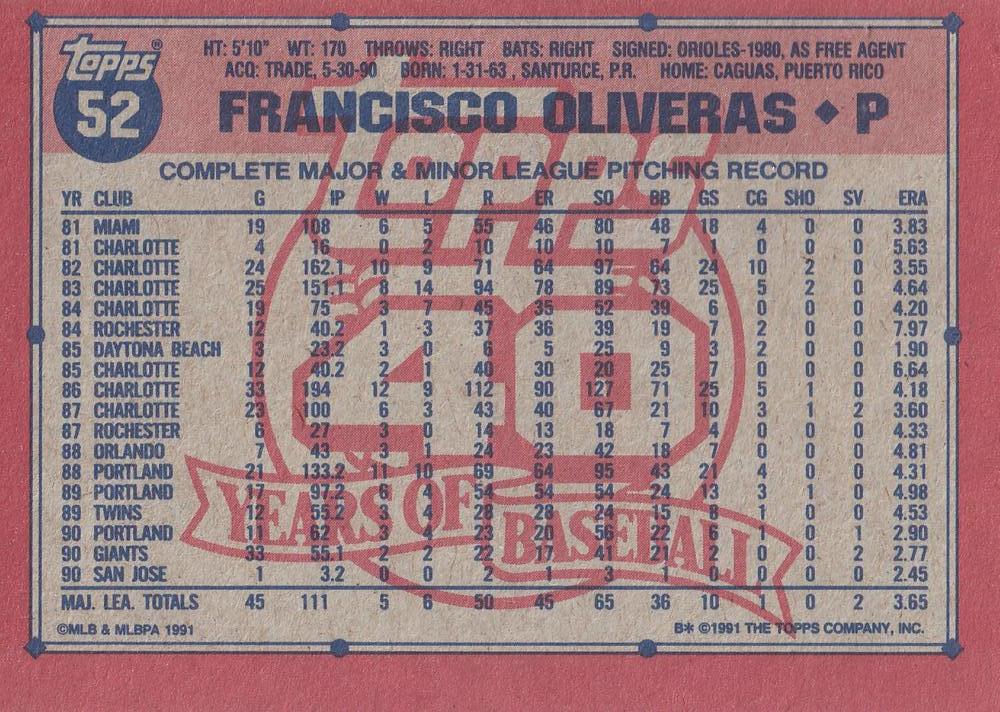 Topps®
52
HT: 5'10" WT: 170 THROWS: RIGHT BATS: RIGHT SIGNED: ORIOLES-1980, AS FREE AGENT
ACQ: TRADE, 5-30-90 BORN: 1-31-63 , SANTURCE, P.R. HOME: CAGUAS, PUERTO RICO
FRANCISCO OLIVERAS ◆ P
COMPLETE MAJOR & MINOR LEAGUE PITCHING RECORD
YR CLUB G IP W L R ER SO BB GS CG SHO SV ERA
81 MIAMI 19 108 6 5 55 46 80 48 18 4 0 0 3.83
81 CHARLOTTE 4 16 0 2 10 10 10 7 1 0 0 0 5.63
82 CHARLOTTE 24 162.1 10 9 71 64 97 64 24 10 2 0 3.55
83 CHARLOTTE 25 151.1 8 14 94 78 89 73 25 5 2 0 4.64
84 CHARLOTTE 19 75 3 7 45 35 52 39 6 0 0 0 4.20
84 ROCHESTER 12 40.2 1 3 37 36 39 19 7 2 0 0 7.97
85 DAYTONA BEACH 3 23.2 3 0 6 5 25 9 3 2 0 0 1.90
85 CHARLOTTE 12 40.2 2 1 40 30 20 25 7 0 0 0 6.64
86 CHARLOTTE 33 194 12 9 112 90 127 71 25 5 1 0 4.18
87 CHARLOTTE 23 100 6 3 43 40 67 21 10 3 1 2 3.60
87 ROCHESTER 6 27 3 0 14 13 18 7 4 0 0 0 4.33
88 ORLANDO 7 43 3 1 24 23 42 18 7 0 0 0 4.81
88 PORTLAND 21 133.2 11 10 69 64 95 43 21 4 0 0 4.31
89 PORTLAND 17 97.2 6 4 54 54 54 24 13 3 1 0 4.98
89 TWINS 12 55.2 3 4 28 28 24 15 8 1 0 0 4.53
90 PORTLAND 11 62 3 4 23 20 56 22 6 1 0 1 2.90
90 GIANTS 33 55.1 2 2 22 17 41 21 2 0 0 2 2.77
90 SAN JOSE 1 3.2 0 0 2 1 3 1 0 0 0 0 2.45
MAJ. LEA. TOTALS 45 111 5 6 50 45 65 36 10 1 0 2 3.65
©MLB & MLBPA 1991 B* ©1991 THE TOPPS COMPANY, INC.
Topps
40
YEARS OF BASEBALL